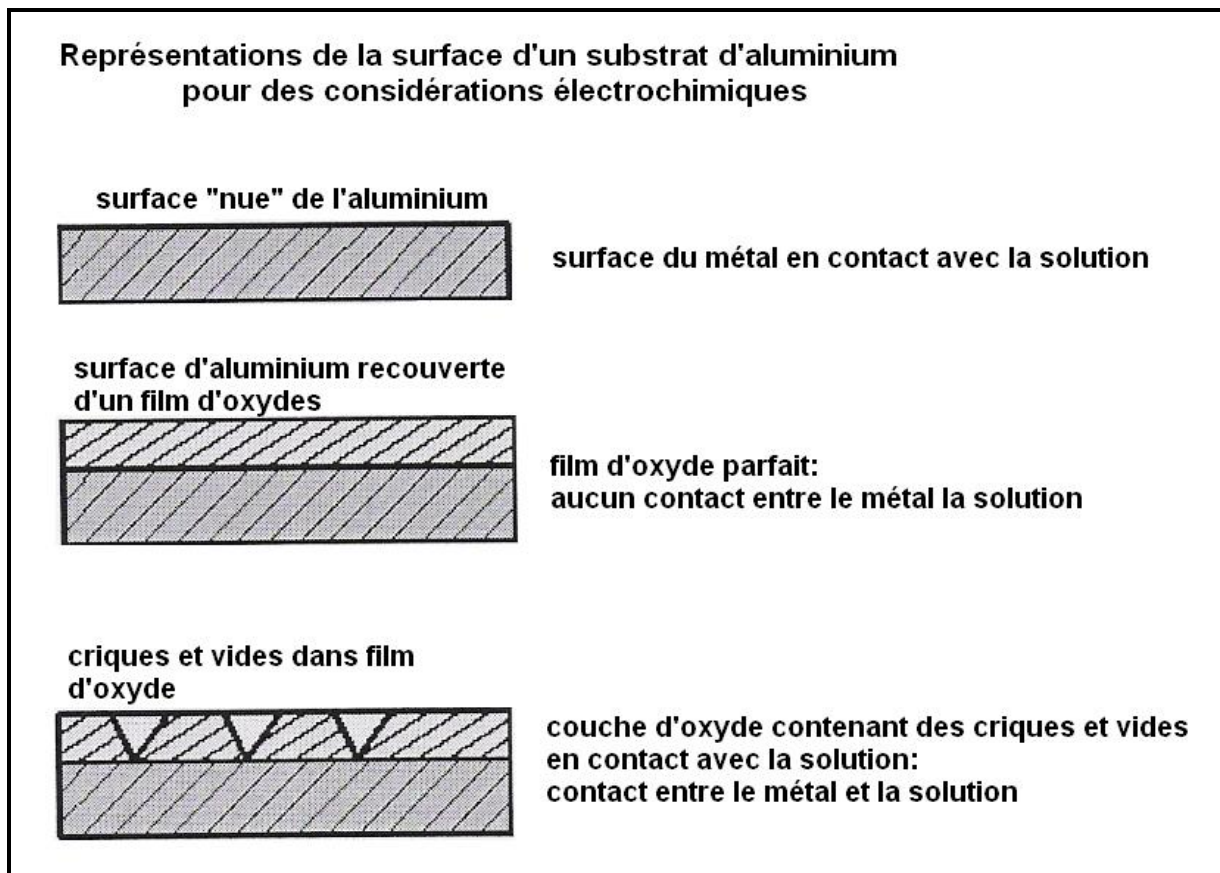 Représentations de la surface d'un substrat d'aluminium
pour des considérations électrochimiques
surface "nue" de l'aluminium
surface du métal en contact avec la solution
surface d'aluminium recouverte
d'un film d'oxydes
film d'oxyde parfait:
aucun contact entre le métal la solution
criques et vides dans film
d'oxyde
couche d'oxyde contenant des criques et vides
en contact avec la solution:
contact entre le métal et la solution